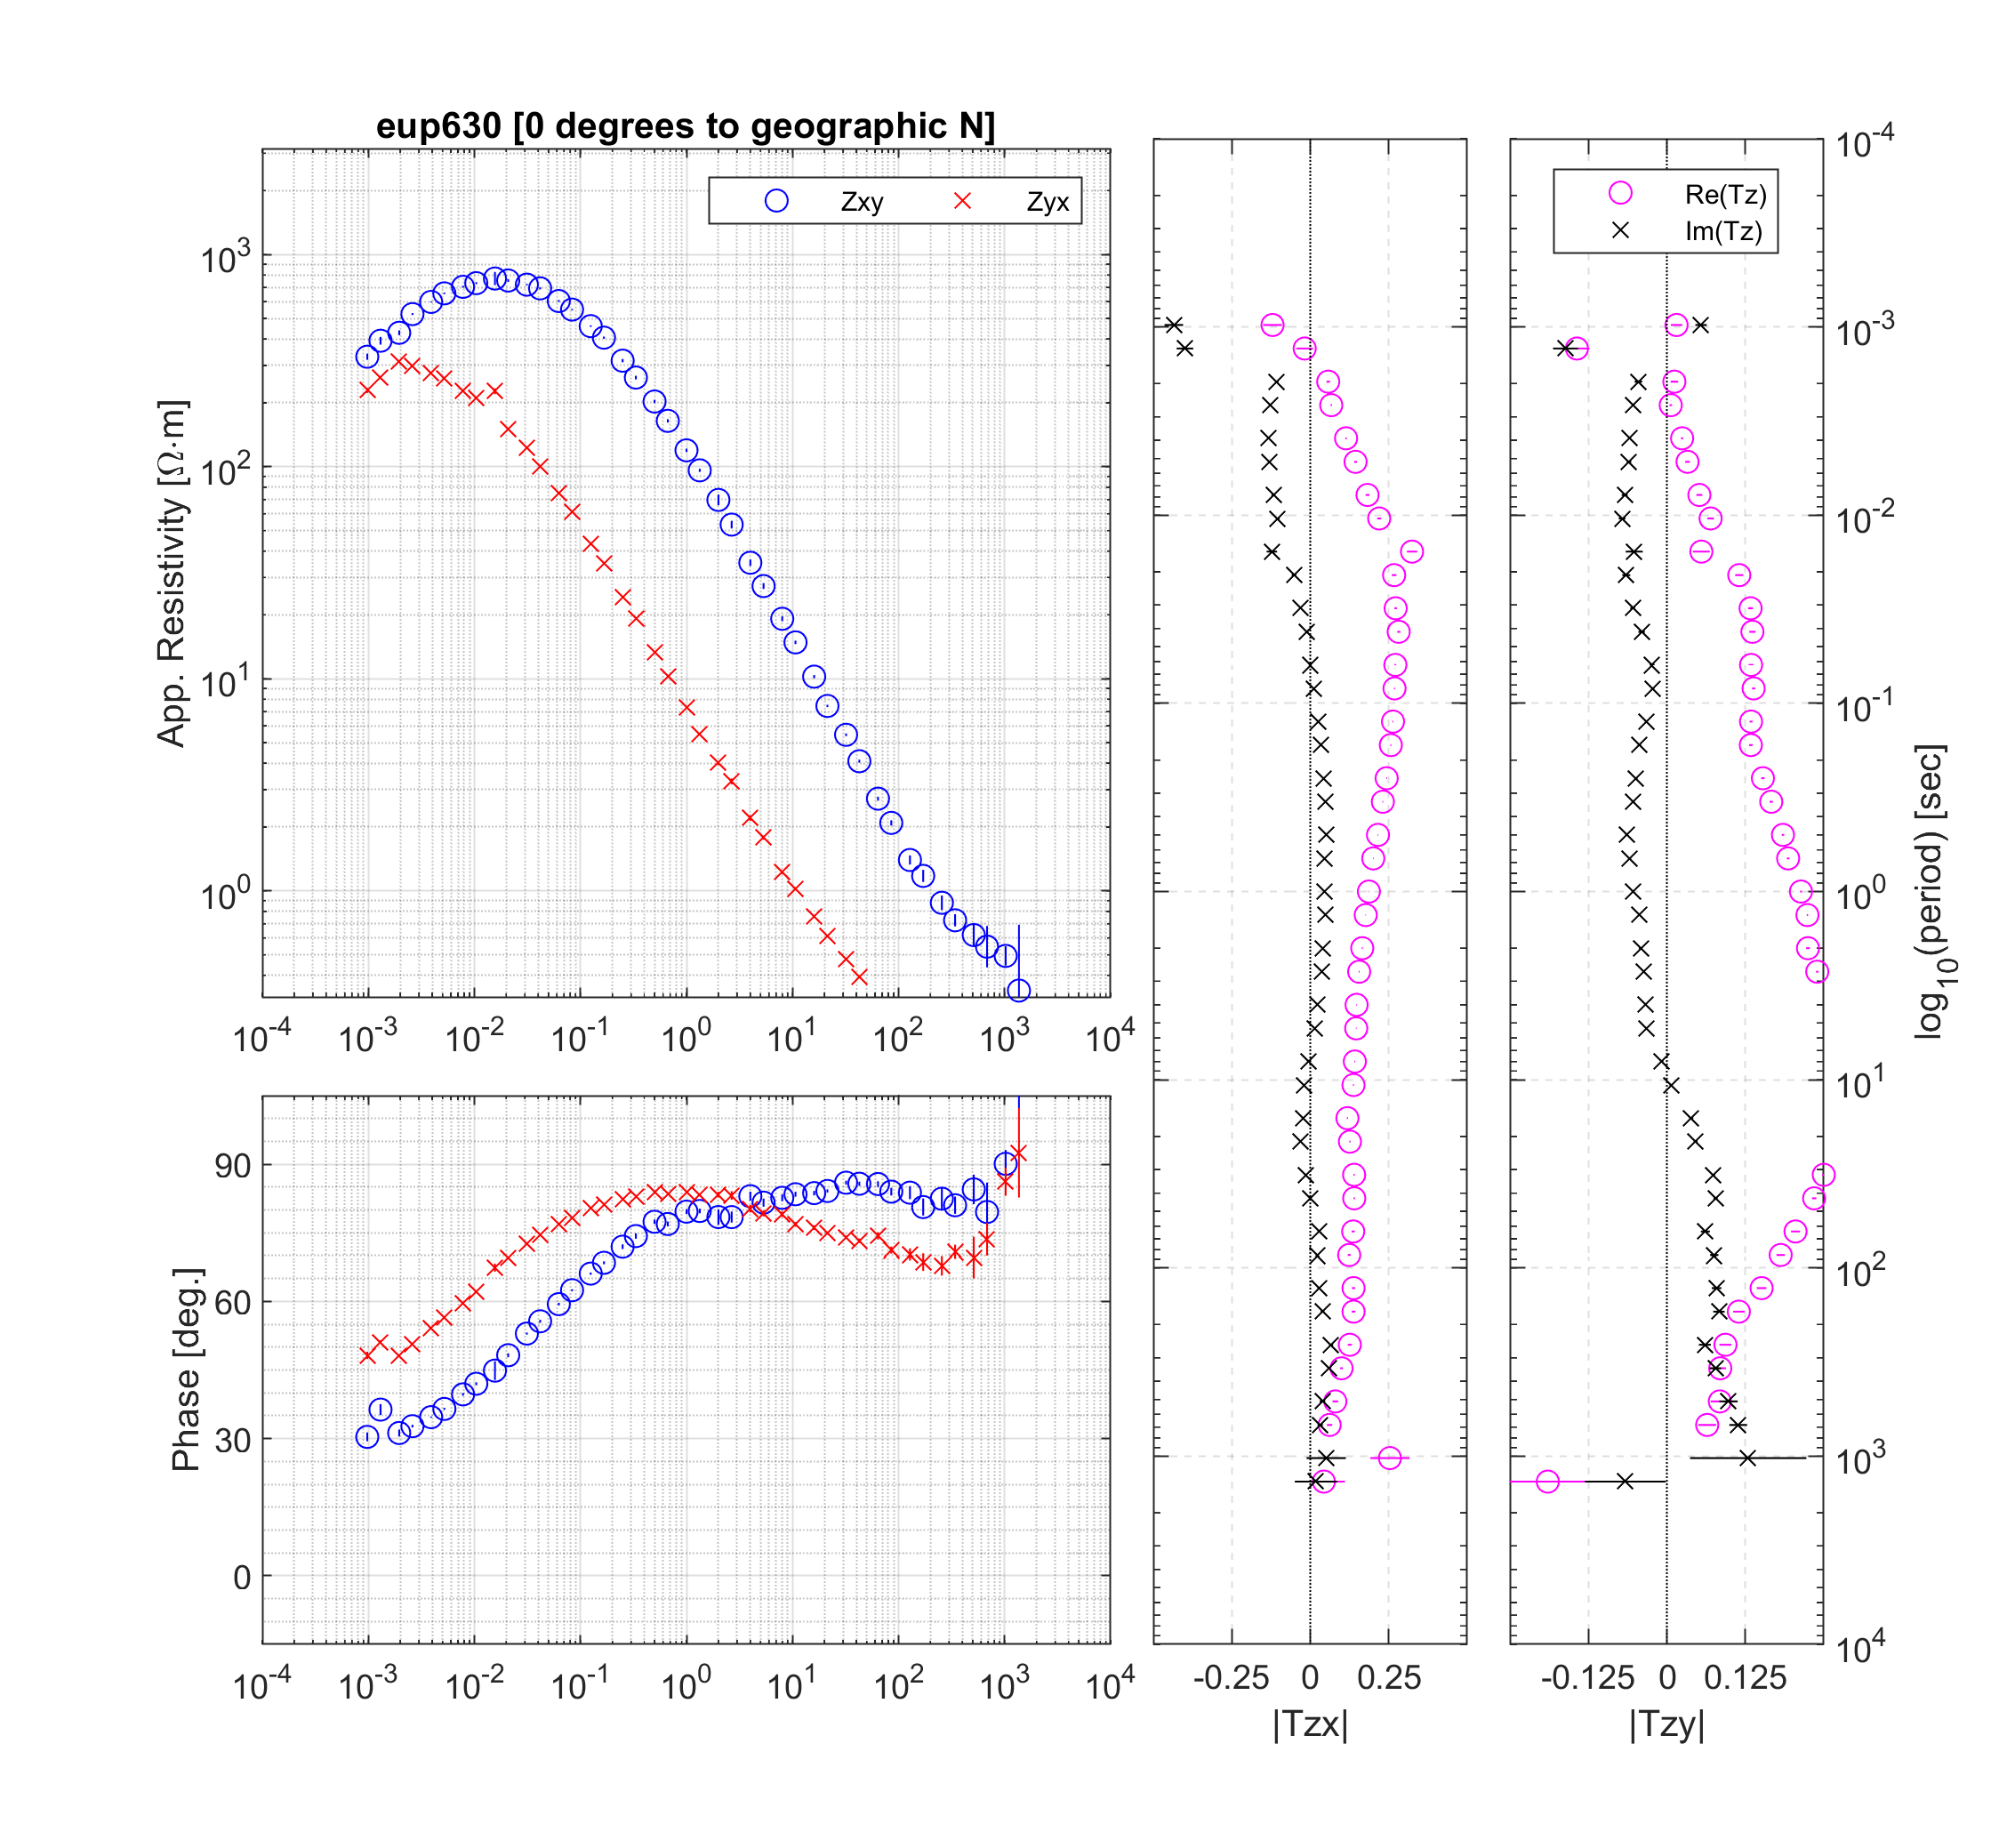 eup630 [0 degrees to geographic N]
Zxy Zyx
App. Resistivity [Ω·m]
10^3
10^2
10^1
10^0
10^-4 10^-3 10^-2 10^-1 10^0 10^1 10^2 10^3 10^4
Phase [deg.]
90
60
30
0
10^-4 10^-3 10^-2 10^-1 10^0 10^1 10^2 10^3 10^4
-0.25 0 0.25
|Tzx|
Re(Tz)
Im(Tz)
-0.125 0 0.125
|Tzy|
10^-4
10^-3
10^-2
10^-1
10^0
10^1
10^2
10^3
10^4
log_10(period) [sec]